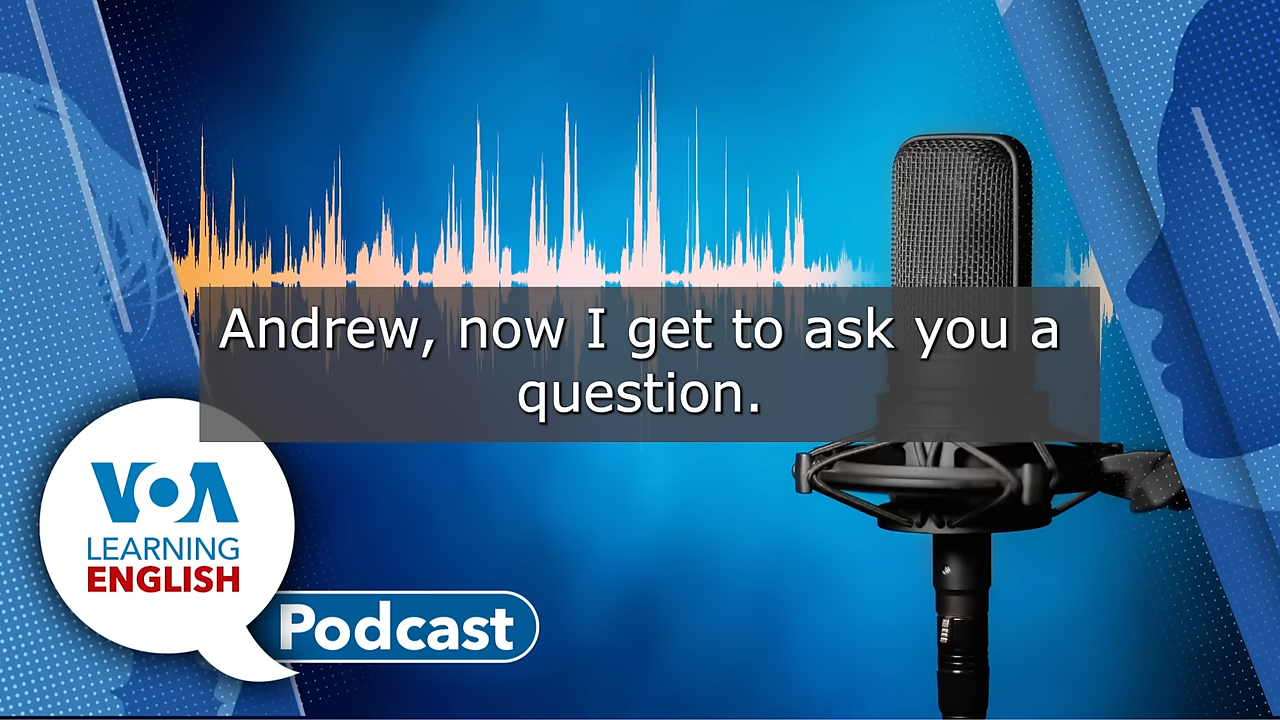 Andrew, now I get to ask you a
question.
VOA
LEARNING
ENGLISH
Podcast